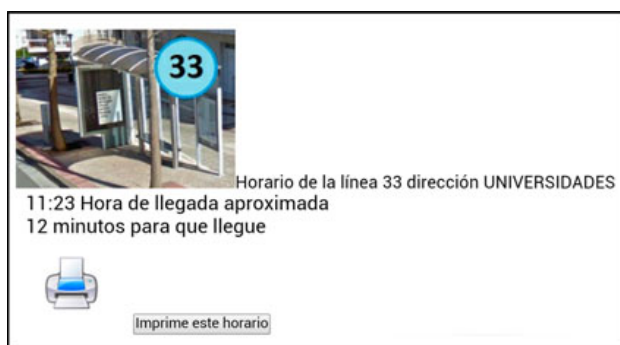 33
Horario de la línea 33 dirección UNIVERSIDADES
11:23 Hora de llegada aproximada
12 minutos para que llegue
Imprime este horario